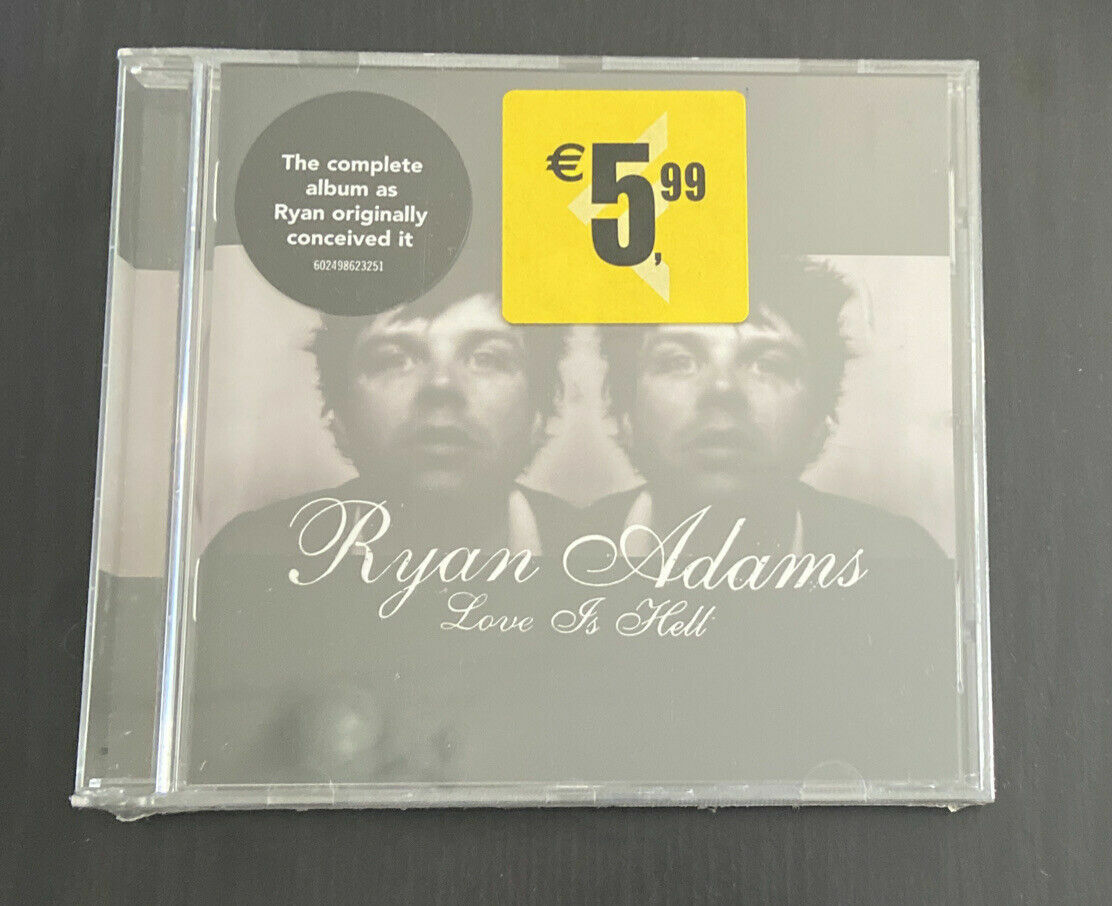 The complete
album as
Ryan originally
conceived it
602498623251
€5,99
Ryan Adams
Love Is Hell